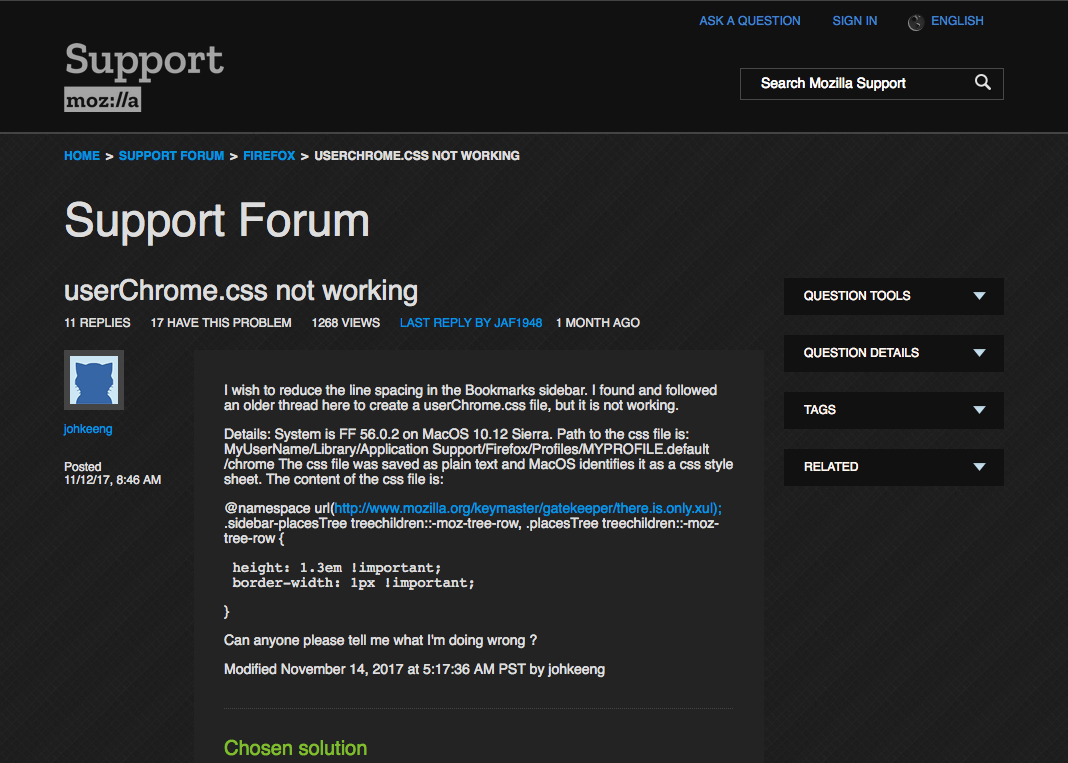 ASK A QUESTION SIGN IN ENGLISH
Support
moz://a
Search Mozilla Support
HOME > SUPPORT FORUM > FIREFOX > USERCHROME.CSS NOT WORKING
Support Forum
userChrome.css not working
11 REPLIES 17 HAVE THIS PROBLEM 1268 VIEWS LAST REPLY BY JAF1948 1 MONTH AGO
johkeeng
Posted
11/12/17, 8:46 AM
I wish to reduce the line spacing in the Bookmarks sidebar. I found and followed
an older thread here to create a userChrome.css file, but it is not working.
Details: System is FF 56.0.2 on MacOS 10.12 Sierra. Path to the css file is:
MyUserName/Library/Application Support/Firefox/Profiles/MYPROFILE.default
/chrome The css file was saved as plain text and MacOS identifies it as a css style
sheet. The content of the css file is:
@namespace url(http://www.mozilla.org/keymaster/gatekeeper/there.is.only.xul);
.sidebar-placesTree treechildren::-moz-tree-row, .placesTree treechildren::-moz-
tree-row {
height: 1.3em !important;
border-width: 1px !important;
}
Can anyone please tell me what I'm doing wrong ?
Modified November 14, 2017 at 5:17:36 AM PST by johkeeng
Chosen solution
QUESTION TOOLS
QUESTION DETAILS
TAGS
RELATED